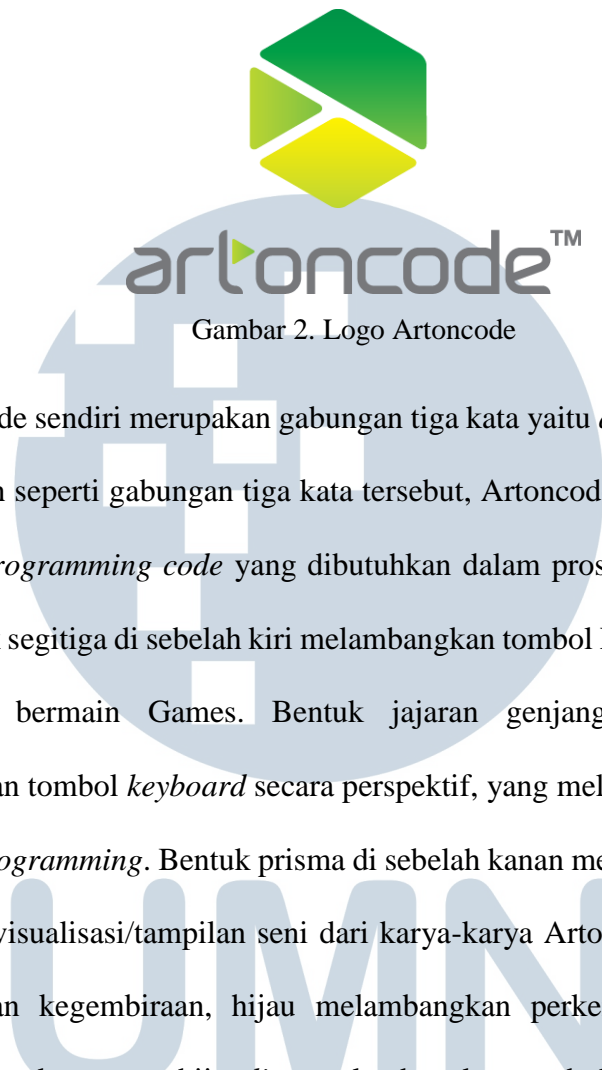 artoncode™
Gambar 2. Logo Artoncode
de sendiri merupakan gabungan tiga kata yaitu
seperti gabungan tiga kata tersebut, Artoncod
rogramming code yang dibutuhkan dalam pros
segitiga di sebelah kiri melambangkan tombol
bermain Games. Bentuk jajaran genjang
an tombol keyboard secara perspektif, yang mel
ogramming. Bentuk prisma di sebelah kanan me
visualisasi/tampilan seni dari karya-karya Arto
an kegembiraan, hijau melambangkan perke
UMN